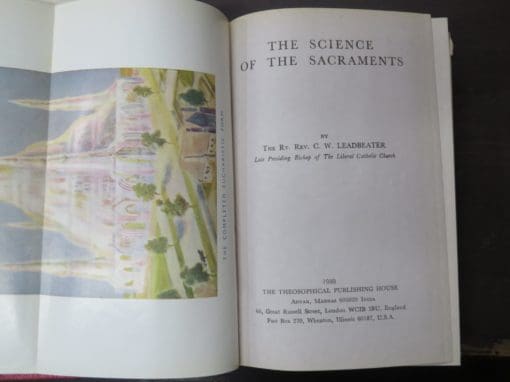 THE COMPLETED EUCHARISTIC FORM
THE SCIENCE
OF THE SACRAMENTS
BY
THE RT. REV. C. W. LEADBEATER
Late Presiding Bishop of The Liberal Catholic Church
1980
THE THEOSOPHICAL PUBLISHING HOUSE
ADYAR, MADRAS 600020 INDIA
68, Great Russell Street, London WC1B 3BU, England
Post Box 270, Wheaton, Illinois 60187, U.S.A.